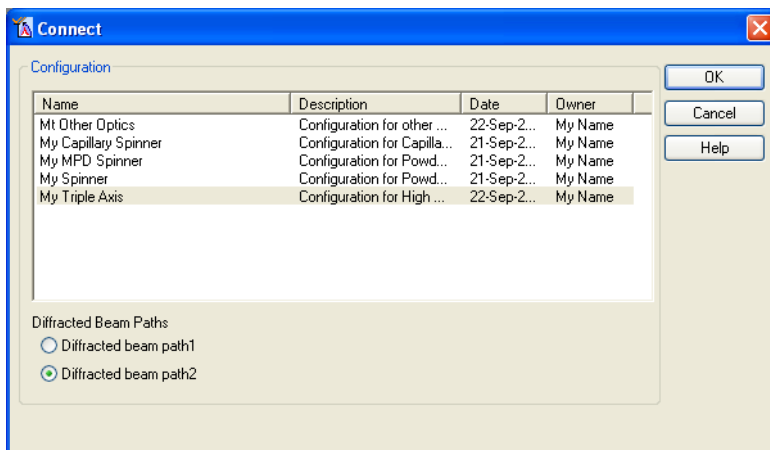 Connect
Configuration
OK
Cancel
Help
Name Description Date Owner
Mt Other Optics Configuration for other ... 22-Sep-2... My Name
My Capillary Spinner Configuration for Capilla... 21-Sep-2... My Name
My MPD Spinner Configuration for Powd... 21-Sep-2... My Name
My Spinner Configuration for Powd... 21-Sep-2... My Name
My Triple Axis Configuration for High ... 22-Sep-2... My Name
Diffracted Beam Paths
Diffracted beam path1
Diffracted beam path2